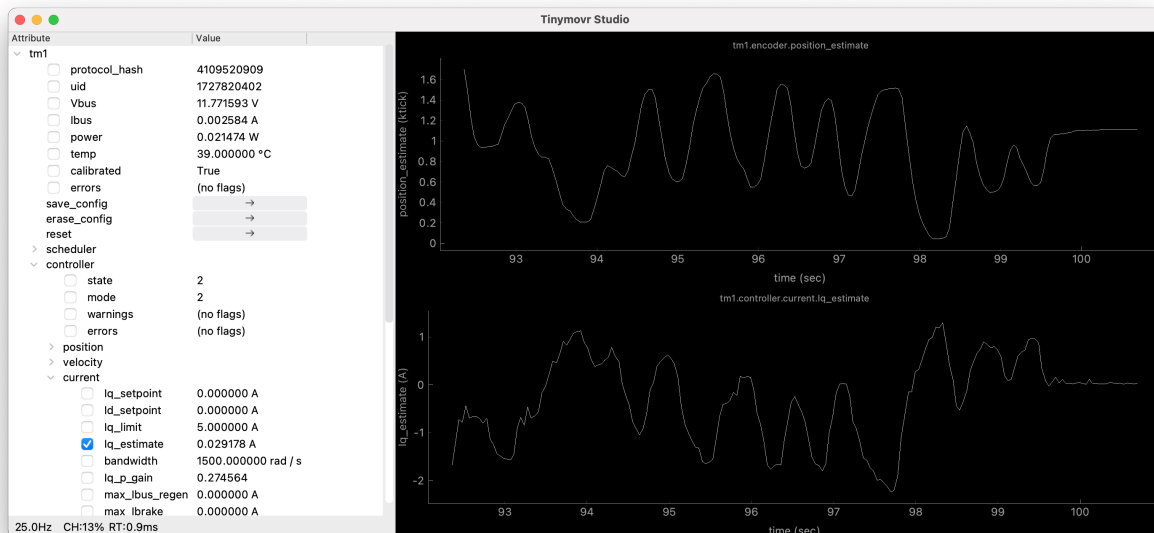 Tinymovr Studio
Attribute Value
tm1
protocol_hash 4109520909
uid 1727820402
Vbus 11.771593 V
Ibus 0.002584 A
power 0.021474 W
temp 39.000000 °C
calibrated True
errors (no flags)
save_config →
erase_config →
reset →
scheduler
controller
state 2
mode 2
warnings (no flags)
errors (no flags)
position
velocity
current
Iq_setpoint 0.000000 A
Id_setpoint 0.000000 A
Iq_limit 5.000000 A
Iq_estimate 0.029178 A
bandwidth 1500.000000 rad / s
Iq_p_gain 0.274564
max_Ibus_regen 0.000000 A
max_Ibrake 0.000000 A
25.0Hz CH:13% RT:0.9ms
tm1.encoder.position_estimate
position_estimate (ktick)
1.6
1.4
1.2
1
0.8
0.6
0.4
0.2
0
93 94 95 96 97 98 99 100
time (sec)
tm1.controller.current.Iq_estimate
Iq_estimate (A)
1
0
-1
-2
93 94 95 96 97 98 99 100
time (sec)